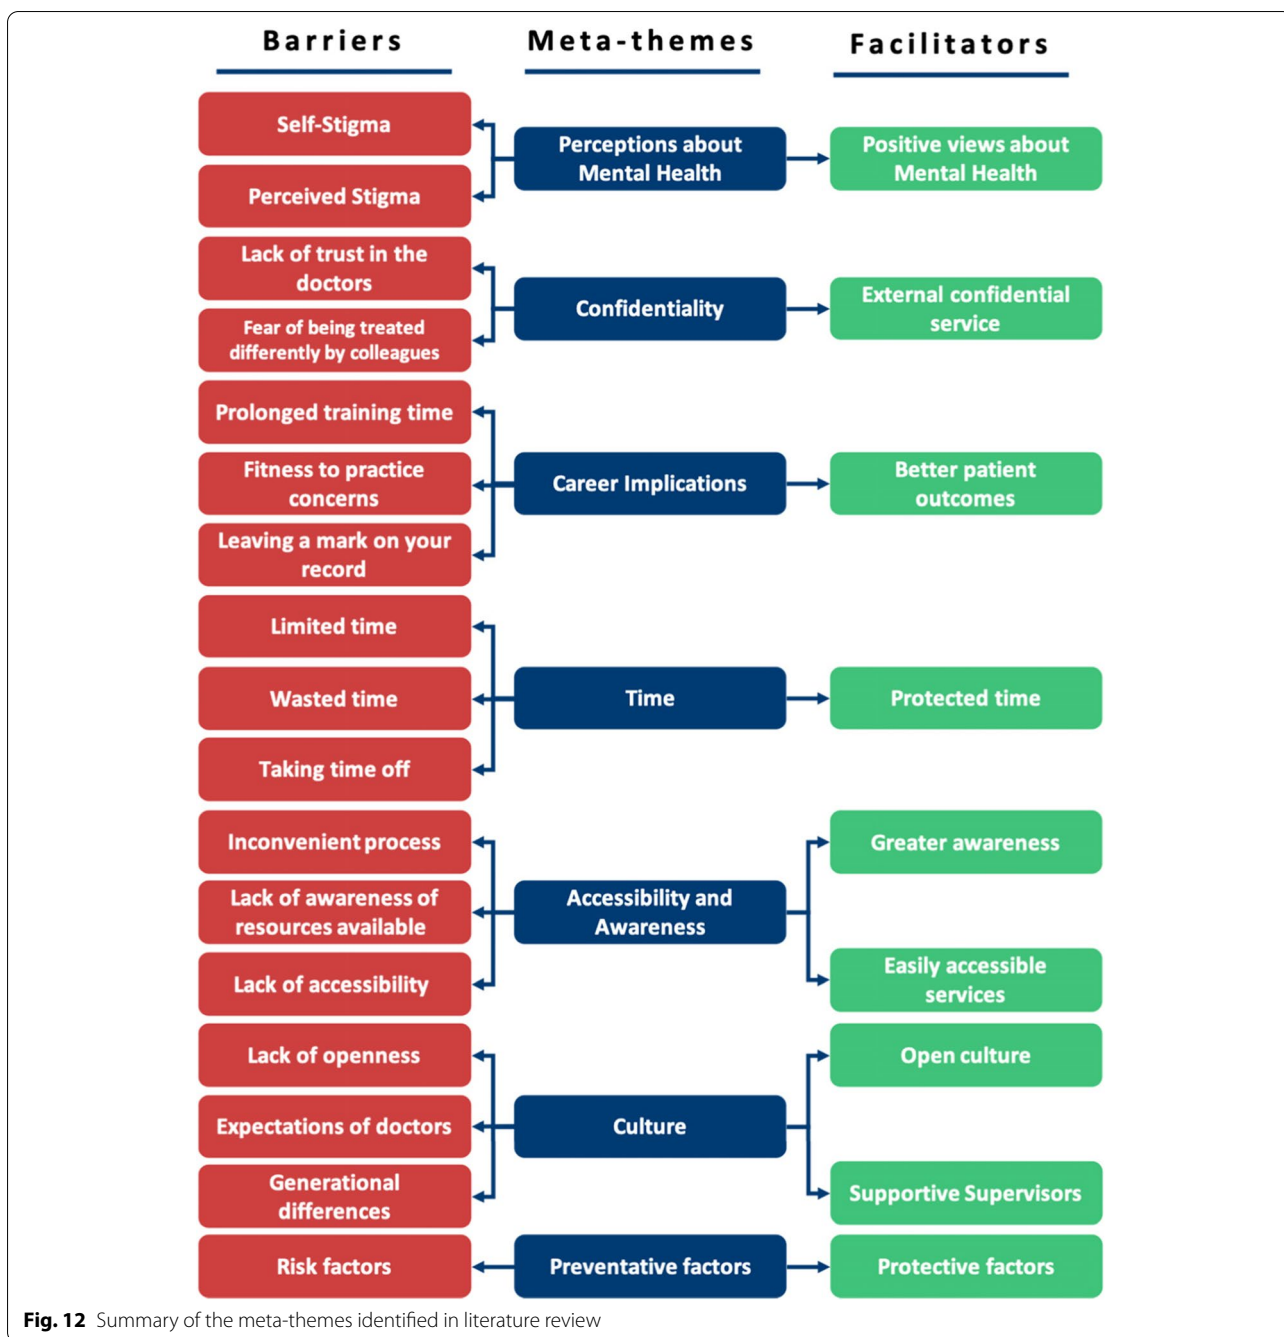 Barriers Meta-themes Facilitators
Self-Stigma
Perceived Stigma
Perceptions about
Mental Health
Positive views about
Mental Health
Lack of trust in the
doctors
Fear of being treated
differently by colleagues
Confidentiality
External confidential
service
Prolonged training time
Fitness to practice
concerns
Leaving a mark on your
record
Career Implications
Better patient
outcomes
Limited time
Wasted time
Taking time off
Time
Protected time
Inconvenient process
Lack of awareness of
resources available
Lack of accessibility
Accessibility and
Awareness
Greater awareness
Easily accessible
services
Lack of openness
Expectations of doctors
Generational
differences
Culture
Open culture
Supportive Supervisors
Risk factors
Preventative factors
Protective factors
Fig. 12 Summary of the meta-themes identified in literature review